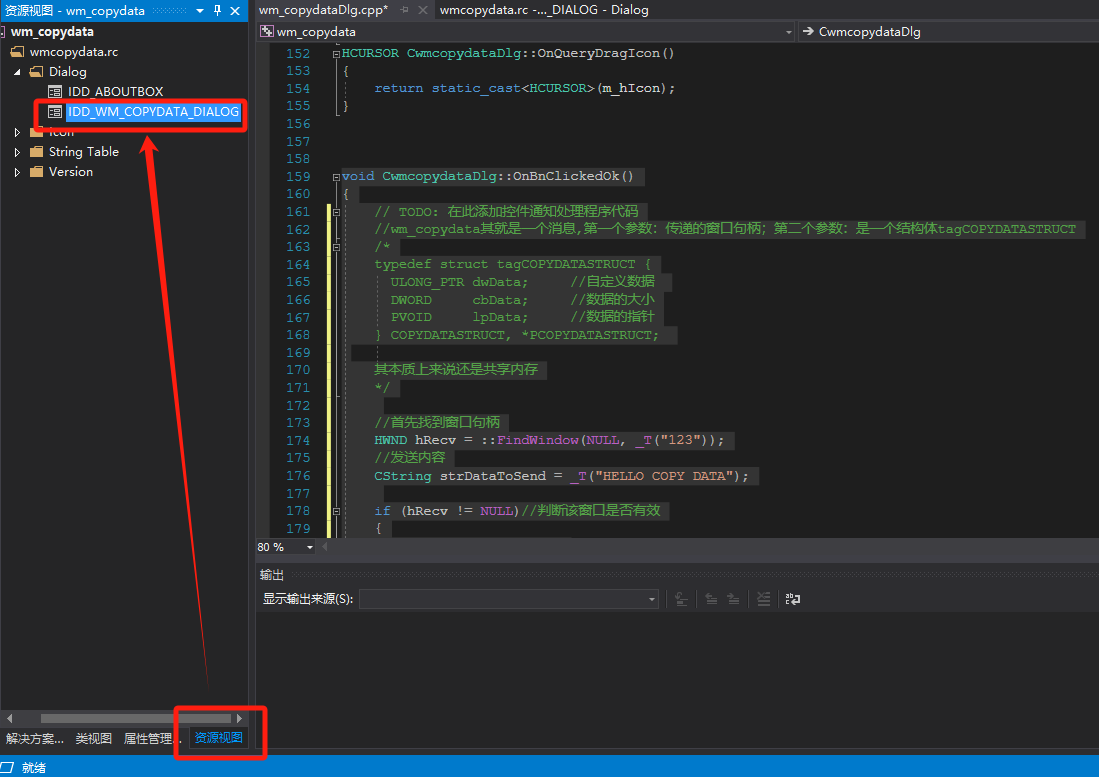 资源视图 - wm_copydata
wm_copydata
wmcopydata.rc
Dialog
IDD_ABOUTBOX
IDD_WM_COPYDATA_DIALOG
Icon
String Table
Version
解决方案... 类视图 属性管理... 资源视图
就绪
wm_copydataDlg.cpp* wmcopydata.rc -..._DIALOG - Dialog
wm_copydata CwmcopydataDlg
152 HCURSOR CwmcopydataDlg::OnQueryDragIcon()
153 {
154 return static_cast<HCURSOR>(m_hIcon);
155 }
156
157
158
159 void CwmcopydataDlg::OnBnClickedOk()
160 {
161 // TODO: 在此添加控件通知处理程序代码
162 //wm_copydata其就是一个消息,第一个参数: 传递的窗口句柄; 第二个参数: 是一个结构体tagCOPYDATASTRUCT
163 /*
164 typedef struct tagCOPYDATASTRUCT {
165 ULONG_PTR dwData; //自定义数据
166 DWORD cbData; //数据的大小
167 PVOID lpData; //数据的指针
168 } COPYDATASTRUCT, *PCOPYDATASTRUCT;
169
170 其本质上来说还是共享内存
171 */
172
173 //首先找到窗口句柄
174 HWND hRecv = ::FindWindow(NULL, _T("123"));
175 //发送内容
176 CString strDataToSend = _T("HELLO COPY DATA");
177
178 if (hRecv != NULL)//判断该窗口是否有效
179 {
80 %
输出
显示输出来源(S):